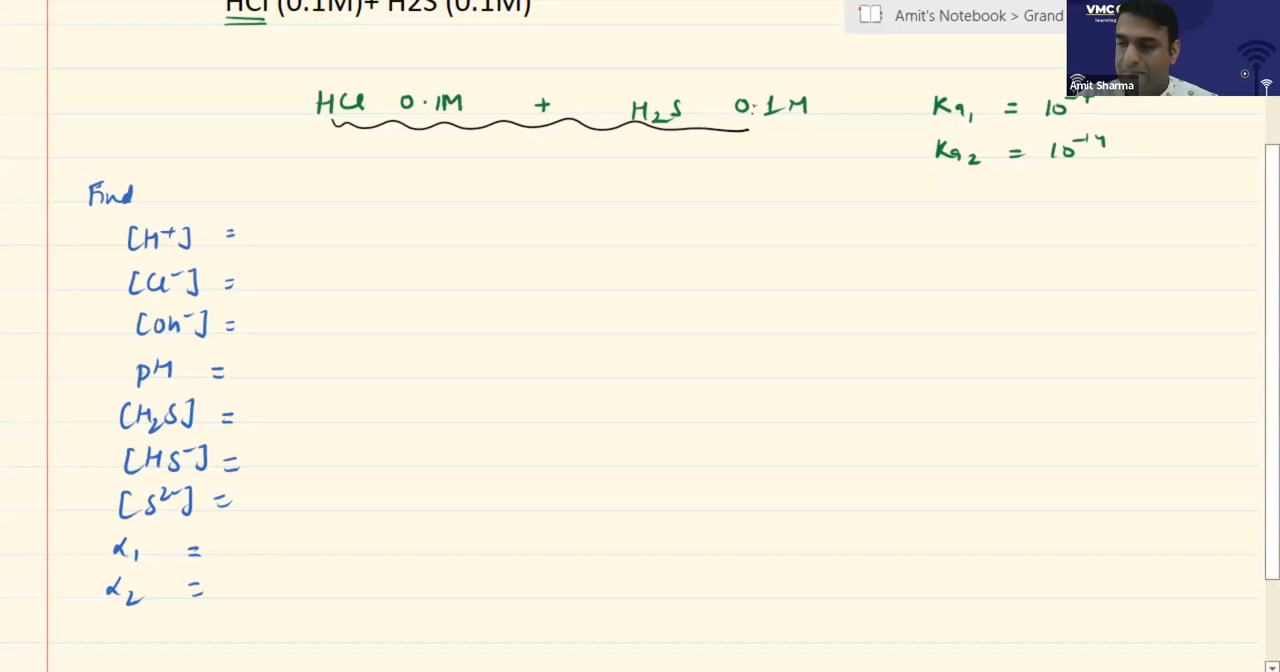 HCl (0.1M)+ H2S (0.1M)
Amit's Notebook > Grand
VMC
learning
Amit Sharma
HCl 0.1M + H₂S 0.1M
Ka₁ = 10
Ka₂ = 10⁻¹⁴
Find
[H⁺] =
[Cl⁻] =
[OH⁻] =
pH =
[H₂S] =
[HS⁻] =
[S²⁻] =
α₁ =
α₂ =